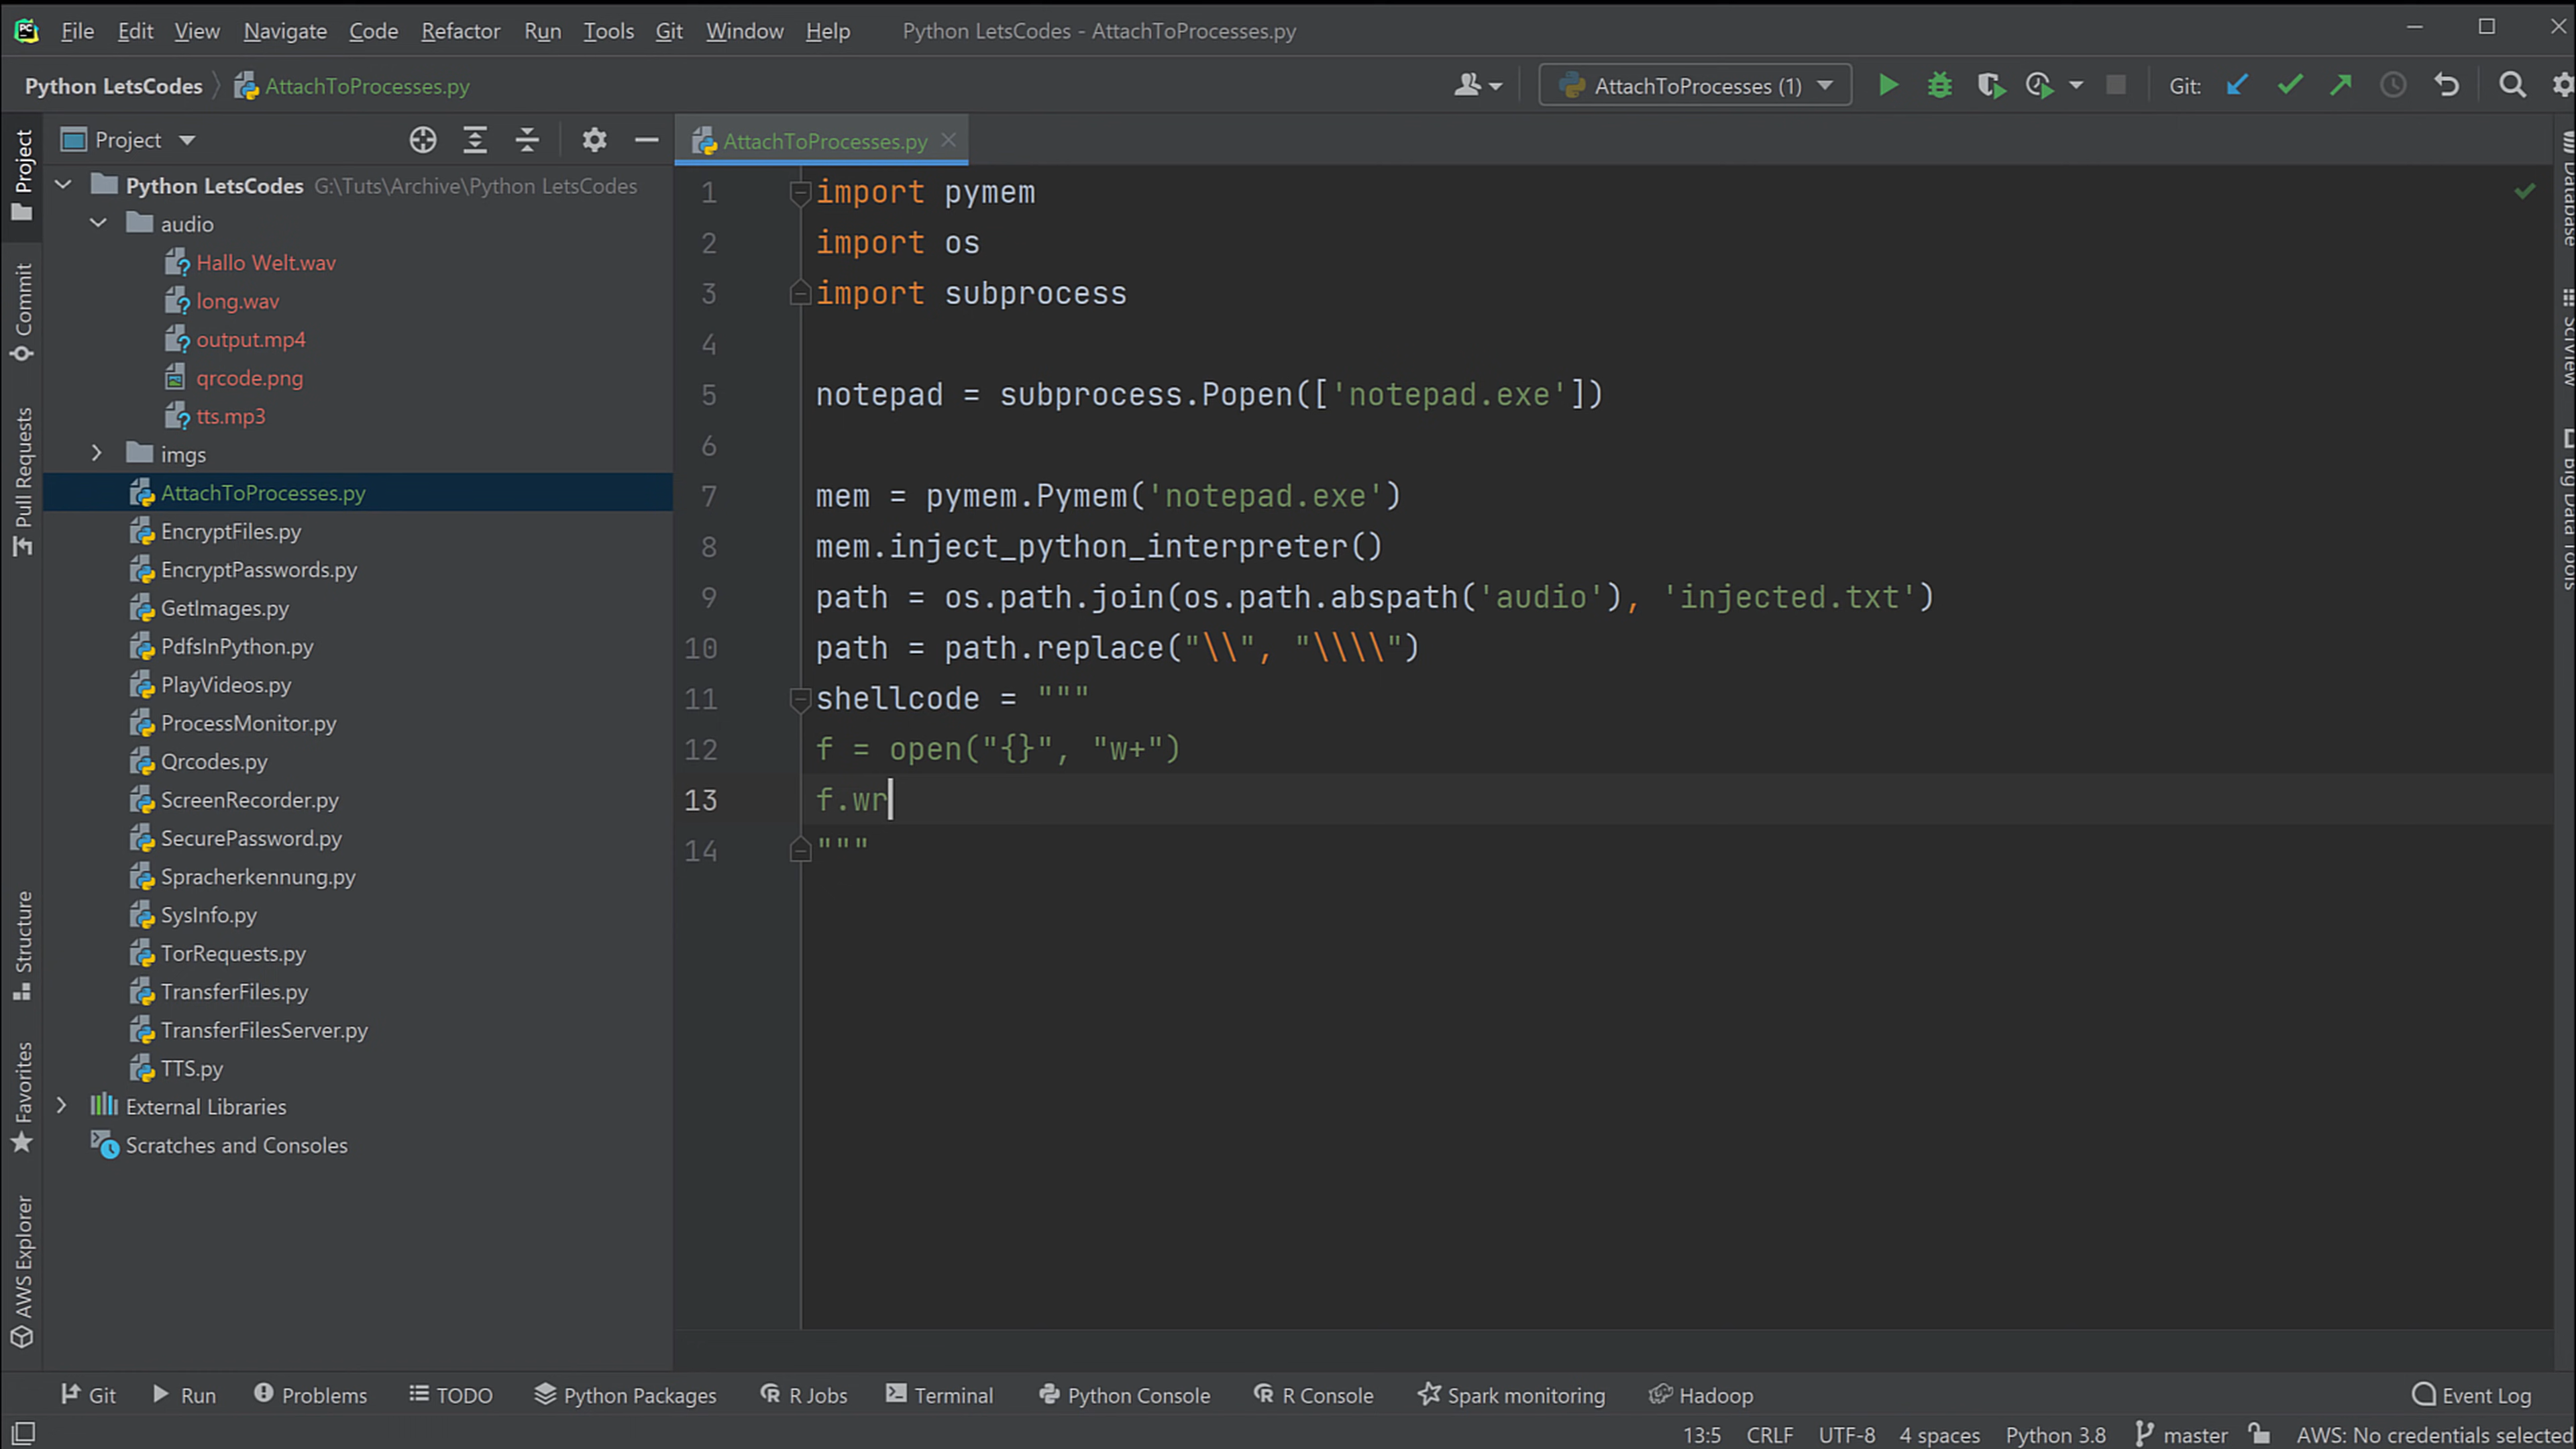 File Edit View Navigate Code Refactor Run Tools Git Window Help Python LetsCodes - AttachToProcesses.py
Python LetsCodes AttachToProcesses.py AttachToProcesses (1) Git:
Project AttachToProcesses.py
Project
Commit
Pull Requests
Structure
Favorites
AWS Explorer
Python LetsCodes G:\Tuts\Archive\Python LetsCodes
audio
Hallo Welt.wav
long.wav
output.mp4
qrcode.png
tts.mp3
imgs
AttachToProcesses.py
EncryptFiles.py
EncryptPasswords.py
GetImages.py
PdfsInPython.py
PlayVideos.py
ProcessMonitor.py
Qrcodes.py
ScreenRecorder.py
SecurePassword.py
Spracherkennung.py
SysInfo.py
TorRequests.py
TransferFiles.py
TransferFilesServer.py
TTS.py
External Libraries
Scratches and Consoles
1 import pymem
2 import os
3 import subprocess
4
5 notepad = subprocess.Popen(['notepad.exe'])
6
7 mem = pymem.Pymem('notepad.exe')
8 mem.inject_python_interpreter()
9 path = os.path.join(os.path.abspath('audio'), 'injected.txt')
10 path = path.replace("\\", "\\\\")
11 shellcode = """
12 f = open("{}", "w+")
13 f.wr
14 """
Database
SciView
Big Data Tools
Git Run Problems TODO Python Packages R Jobs Terminal Python Console R Console Spark monitoring Hadoop Event Log
13:5 CRLF UTF-8 4 spaces Python 3.8 master AWS: No credentials selected